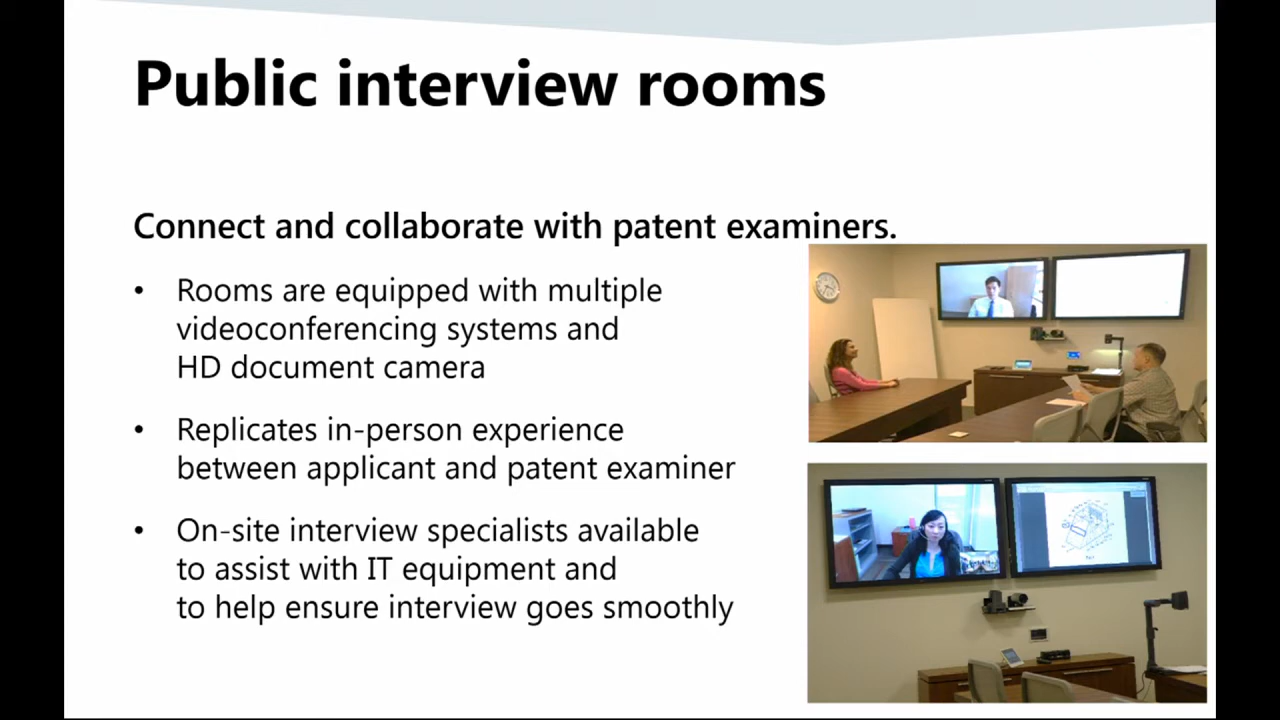 Public interview rooms
Connect and collaborate with patent examiners.
• Rooms are equipped with multiple
videoconferencing systems and
HD document camera
• Replicates in-person experience
between applicant and patent examiner
• On-site interview specialists available
to assist with IT equipment and
to help ensure interview goes smoothly